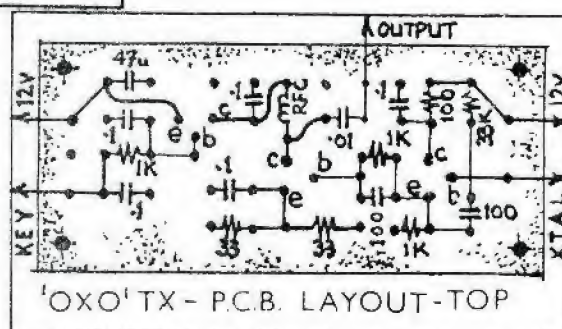 OUTPUT
47u
12V
.1
c
.1
RFC
.01
.1
100
38K
12V
.1
e
b
1K
c
b
1K
c
KEY
.1
.1
e
100
e
b
100
XTAL
33
33
1K
'OXO' TX - P.C.B. LAYOUT - TOP